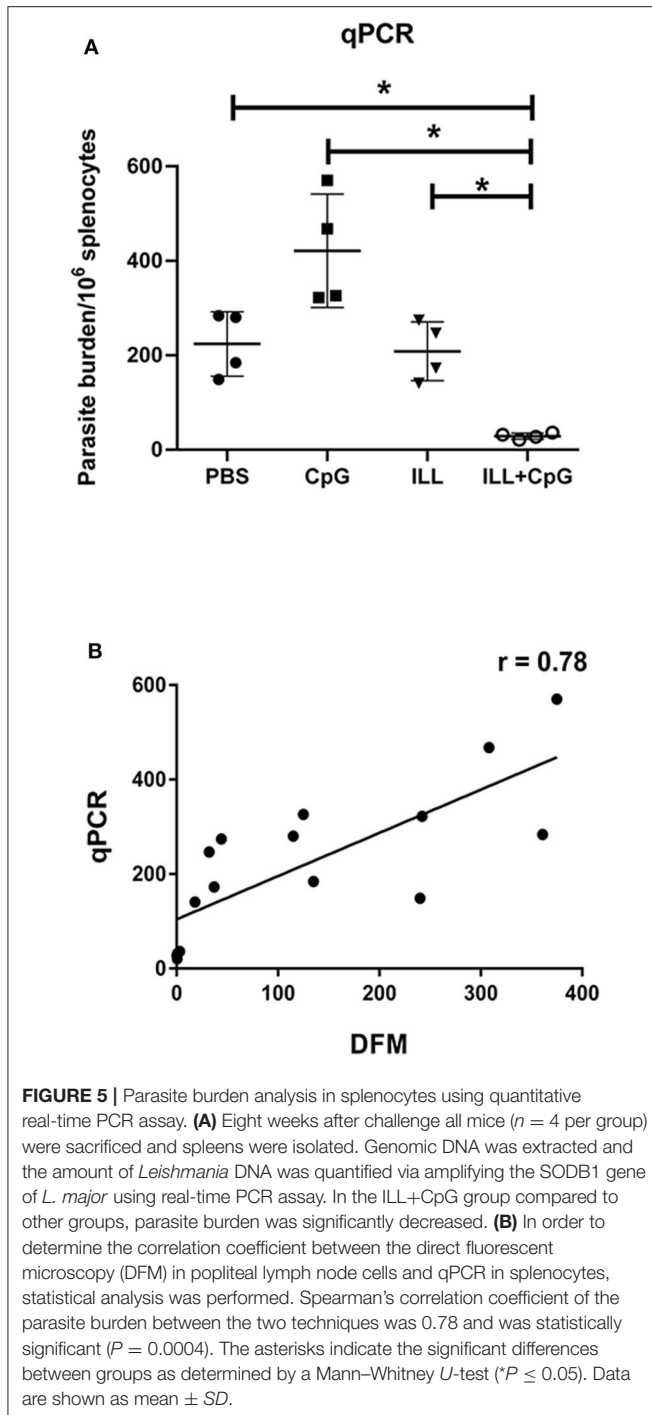 A
qPCR
*
*
*
Parasite burden/10⁶ splenocytes
600
400
200
0
PBS CpG ILL ILL+CpG
B
r = 0.78
qPCR
600
400
200
0
0 100 200 300 400
DFM
FIGURE 5 | Parasite burden analysis in splenocytes using quantitative
real-time PCR assay. (A) Eight weeks after challenge all mice (n = 4 per group)
were sacrificed and spleens were isolated. Genomic DNA was extracted and
the amount of Leishmania DNA was quantified via amplifying the SODB1 gene
of L. major using real-time PCR assay. In the ILL+CpG group compared to
other groups, parasite burden was significantly decreased. (B) In order to
determine the correlation coefficient between the direct fluorescent
microscopy (DFM) in popliteal lymph node cells and qPCR in splenocytes,
statistical analysis was performed. Spearman's correlation coefficient of the
parasite burden between the two techniques was 0.78 and was statistically
significant (P = 0.0004). The asterisks indicate the significant differences
between groups as determined by a Mann–Whitney U-test (*P ≤ 0.05). Data
are shown as mean ± SD.